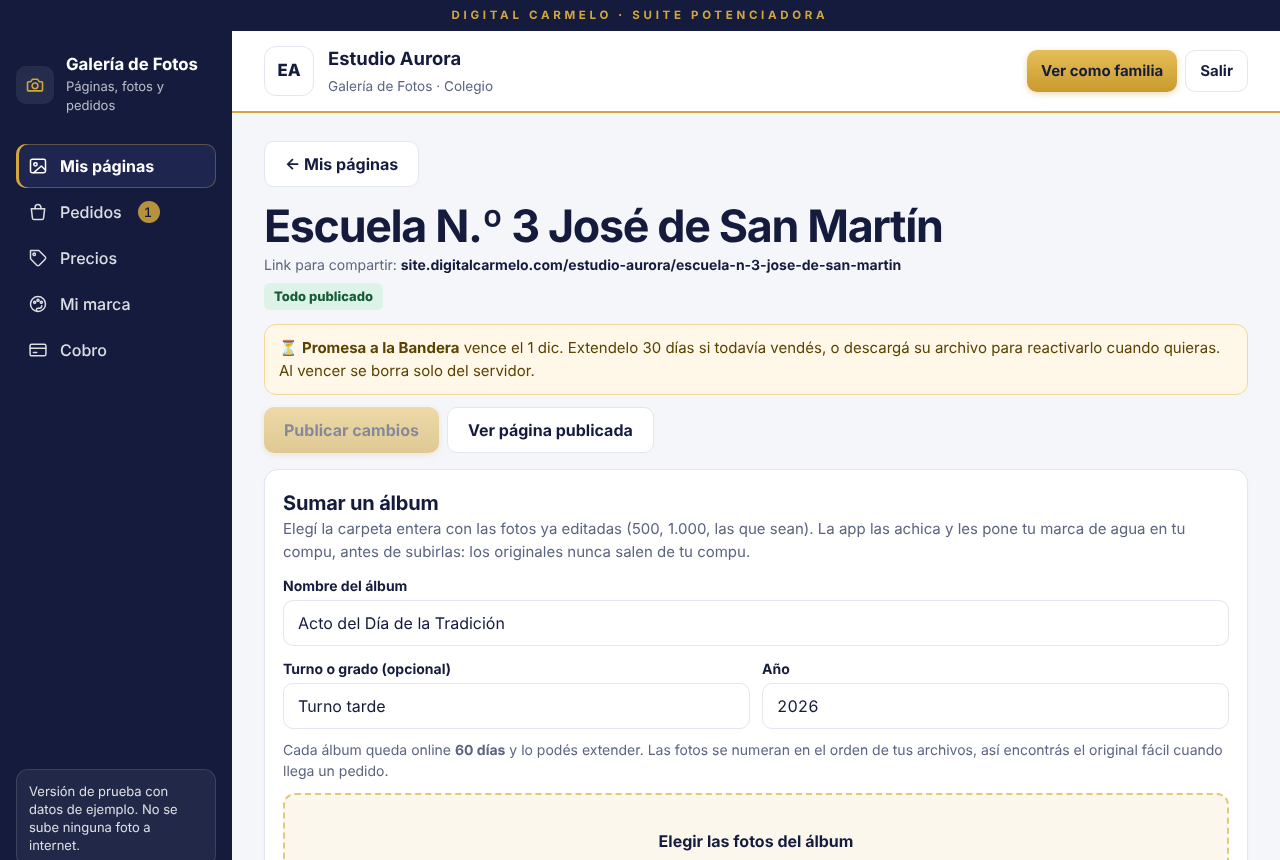 DIGITAL CARMELO · SUITE POTENCIADORA
Galería de Fotos
Páginas, fotos y
pedidos
Mis páginas
Pedidos 1
Precios
Mi marca
Cobro
Versión de prueba con
datos de ejemplo. No se
sube ninguna foto a
internet.
EA
Estudio Aurora
Galería de Fotos · Colegio
Ver como familia
Salir
← Mis páginas
Escuela N.º 3 José de San Martín
Link para compartir: site.digitalcarmelo.com/estudio-aurora/escuela-n-3-jose-de-san-martin
Todo publicado
⏳ Promesa a la Bandera vence el 1 dic. Extendelo 30 días si todavía vendés, o descargá su archivo para reactivarlo cuando quieras.
Al vencer se borra solo del servidor.
Publicar cambios
Ver página publicada
Sumar un álbum
Elegí la carpeta entera con las fotos ya editadas (500, 1.000, las que sean). La app las achica y les pone tu marca de agua en tu
compu, antes de subirlas: los originales nunca salen de tu compu.
Nombre del álbum
Acto del Día de la Tradición
Turno o grado (opcional)
Año
Turno tarde
2026
Cada álbum queda online 60 días y lo podés extender. Las fotos se numeran en el orden de tus archivos, así encontrás el original fácil cuando
llega un pedido.
Elegir las fotos del álbum